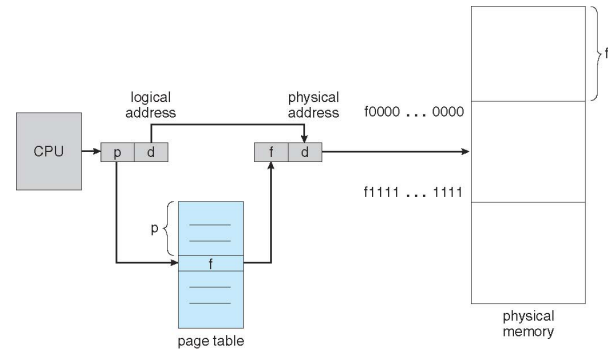 CPU
logical
address
p d
physical
address
f d
f0000 ... 0000
f1111 ... 1111
f
p
f
page table
physical
memory